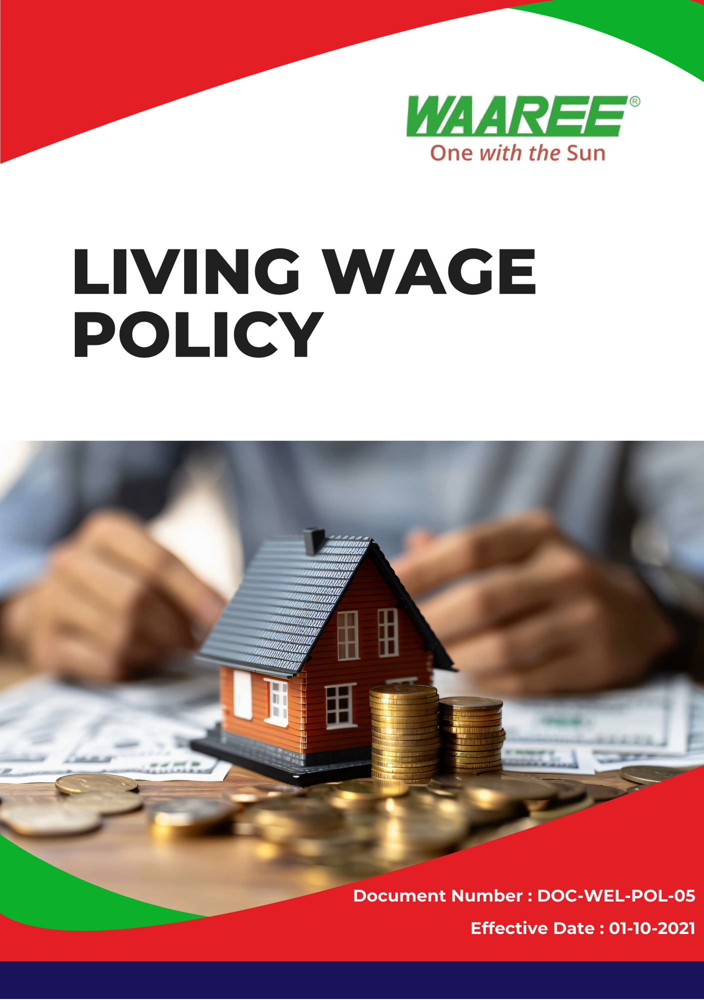 WAAREE®
One with the Sun
LIVING WAGE
POLICY
Document Number : DOC-WEL-POL-05
Effective Date : 01-10-2021